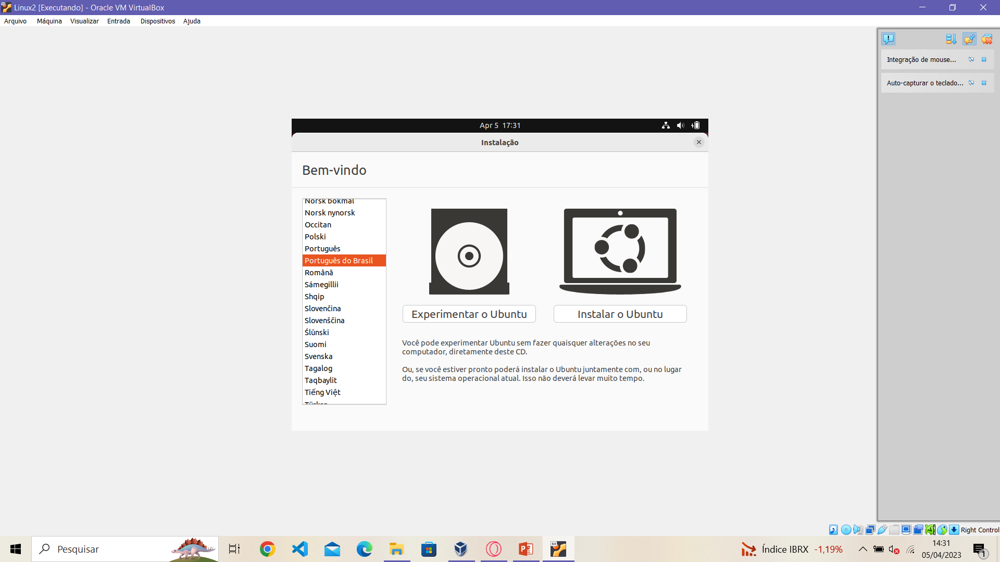 Linux2 [Executando] - Oracle VM VirtualBox
Arquivo Máquina Visualizar Entrada Dispositivos Ajuda
Integração de mouse...
Auto-capturar o teclado...
Apr 5 17:31
Instalação
Bem-vindo
Norsk bokmål
Norsk nynorsk
Occitan
Polski
Português
Português do Brasil
Română
Sámegillii
Shqip
Slovenčina
Slovenščina
Ślůnski
Suomi
Svenska
Tagalog
Taqbaylit
Tiếng Việt
Türkçe
Experimentar o Ubuntu
Instalar o Ubuntu
Você pode experimentar Ubuntu sem fazer quaisquer alterações no seu
computador, diretamente deste CD.
Ou, se você estiver pronto poderá instalar o Ubuntu juntamente com, ou no lugar
do, seu sistema operacional atual. Isso não deverá levar muito tempo.
Right Control
Pesquisar
64
Índice IBRX -1,19%
14:31
05/04/2023
1